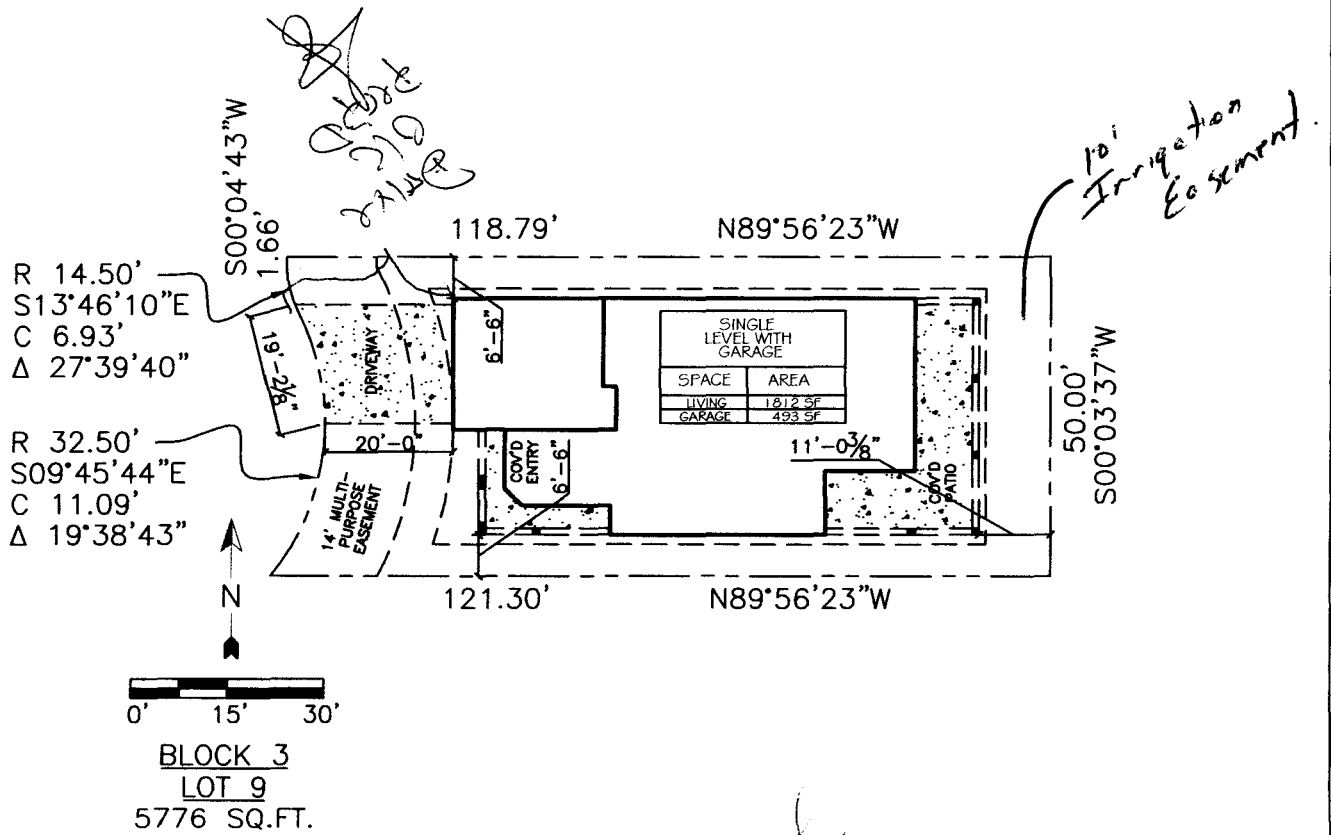 S00°04'43"W
1.66'
118.79'
N89°56'23"W
10'
Irrigation
Easement.
R 14.50'
S13°46'10"E
C 6.93'
Δ 27°39'40"
19'-2⅛"
DRIVEWAY
6'-6"
SINGLE
LEVEL WITH
GARAGE
SPACE AREA
LIVING 1812 SF
GARAGE 493 SF
50.00'
S00°03'37"W
R 32.50'
S09°45'44"E
C 11.09'
Δ 19°38'43"
20'-0"
COV'D
ENTRY
6'-6"
11'-0⅜"
COV'D
PATIO
14' MULTI-
PURPOSE
EASEMENT
N
121.30'
N89°56'23"W
0' 15' 30'
BLOCK 3
LOT 9
5776 SQ.FT.